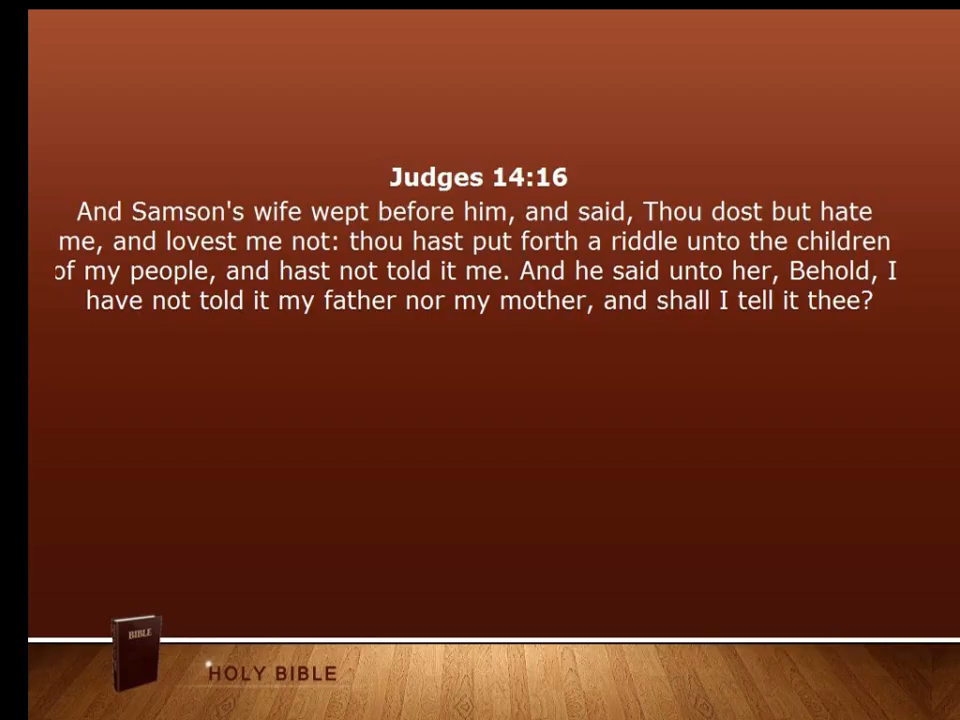 Judges 14:16
And Samson's wife wept before him, and said, Thou dost but hate
me, and lovest me not: thou hast put forth a riddle unto the children
of my people, and hast not told it me. And he said unto her, Behold, I
have not told it my father nor my mother, and shall I tell it thee?
BIBLE
HOLY BIBLE